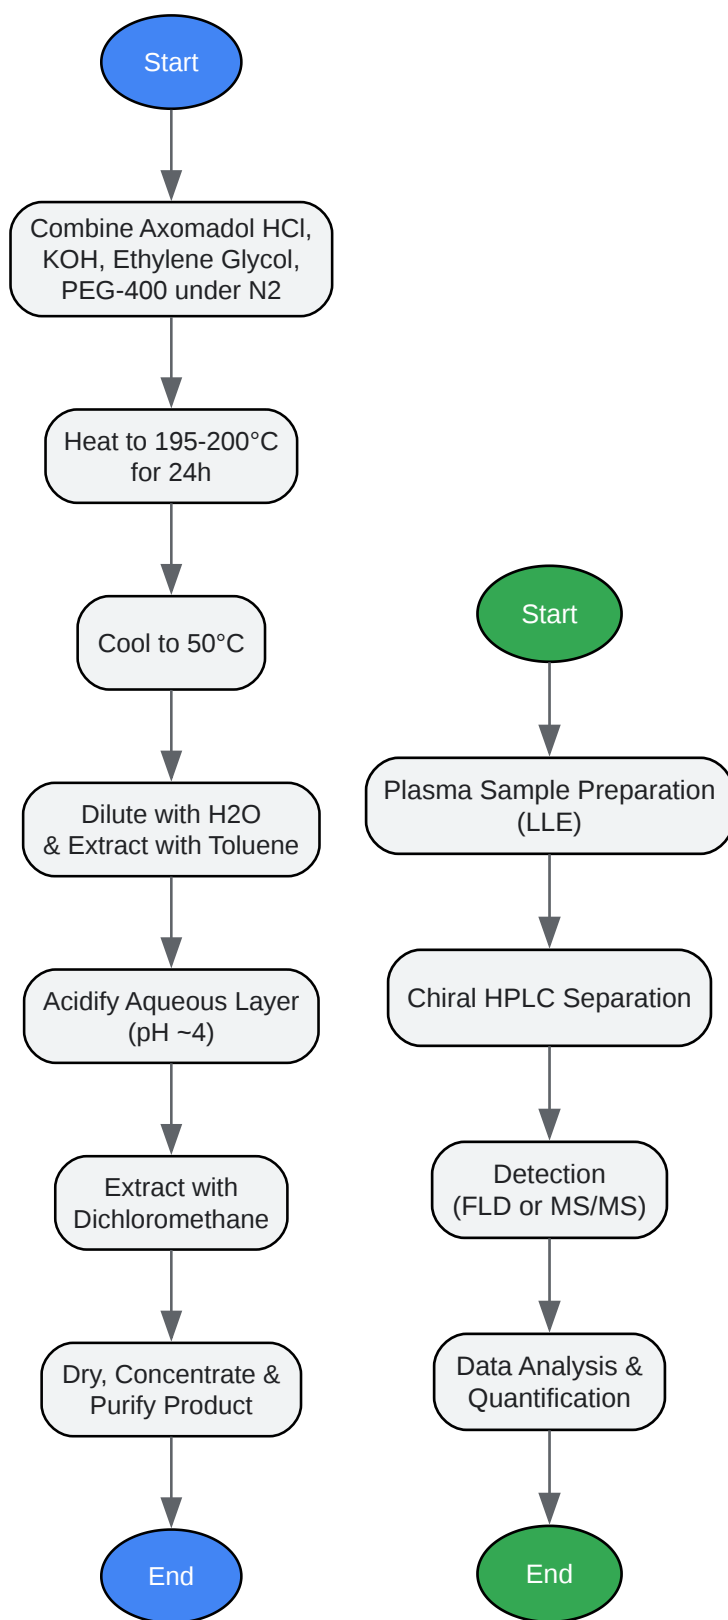 Start
Combine Axomadol HCl,
KOH, Ethylene Glycol,
PEG-400 under N2
Heat to 195-200°C
for 24h
Cool to 50°C
Dilute with H2O
& Extract with Toluene
Acidify Aqueous Layer
(pH ~4)
Extract with
Dichloromethane
Dry, Concentrate &
Purify Product
End
Start
Plasma Sample Preparation
(LLE)
Chiral HPLC Separation
Detection
(FLD or MS/MS)
Data Analysis &
Quantification
End